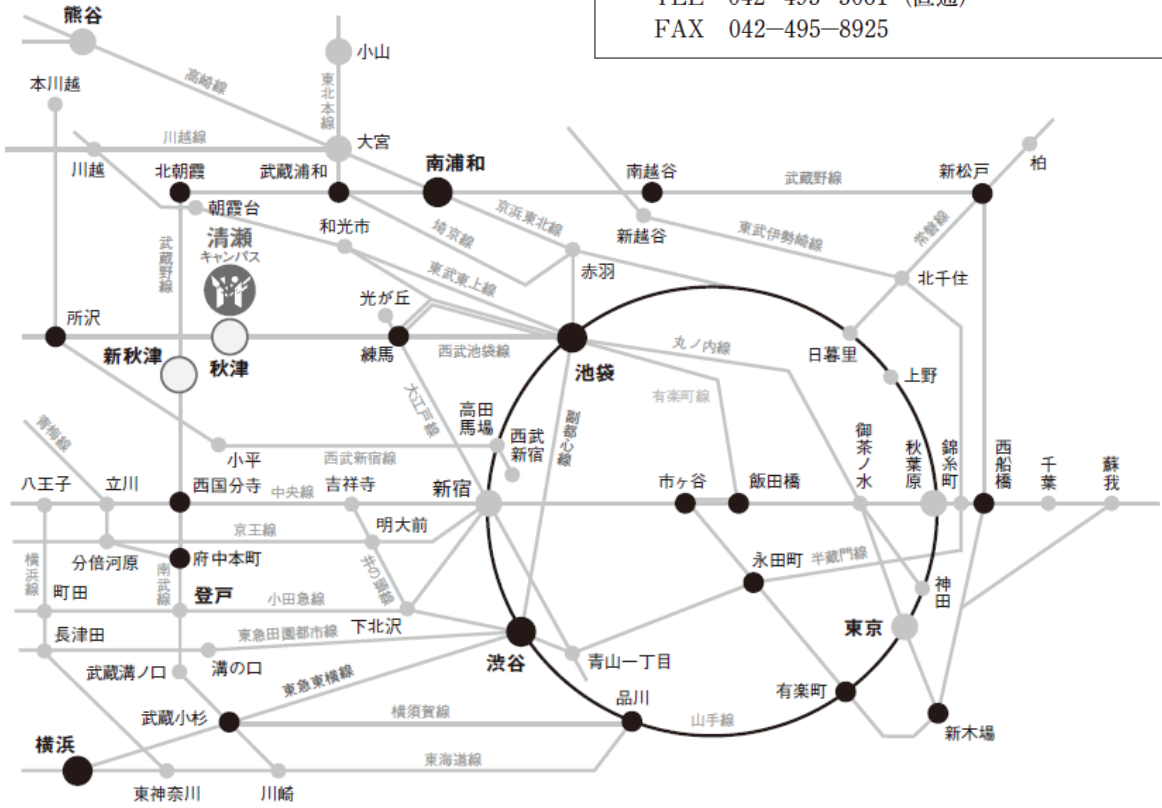 TEL 042-495-5061 (直通)
FAX 042-495-8925
熊谷
小山
本川越
高崎線
東北本線
川越線
大宮
川越
北朝霞
武蔵浦和
南浦和
南越谷
武蔵野線
新松戸
柏
朝霞台
和光市
京浜東北線
埼京線
新越谷
東武伊勢崎線
常磐線
武蔵野線
清瀬
キャンパス
東武東上線
赤羽
北千住
光が丘
所沢
新秋津
秋津
練馬
西武池袋線
池袋
丸ノ内線
日暮里
上野
有楽町線
大江戸線
高田馬場
西武新宿
副都心線
青梅線
小平
西武新宿線
御茶ノ水
秋葉原
錦糸町
西船橋
千葉
蘇我
八王子
立川
西国分寺
中央線
吉祥寺
新宿
市ヶ谷
飯田橋
京王線
明大前
分倍河原
府中本町
横浜線
南武線
井の頭線
永田町
半蔵門線
町田
登戸
小田急線
神田
長津田
東急田園都市線
下北沢
東京
武蔵溝ノ口
溝の口
渋谷
青山一丁目
東急東横線
有楽町
品川
武蔵小杉
横須賀線
山手線
新木場
横浜
東海道線
東神奈川
川崎